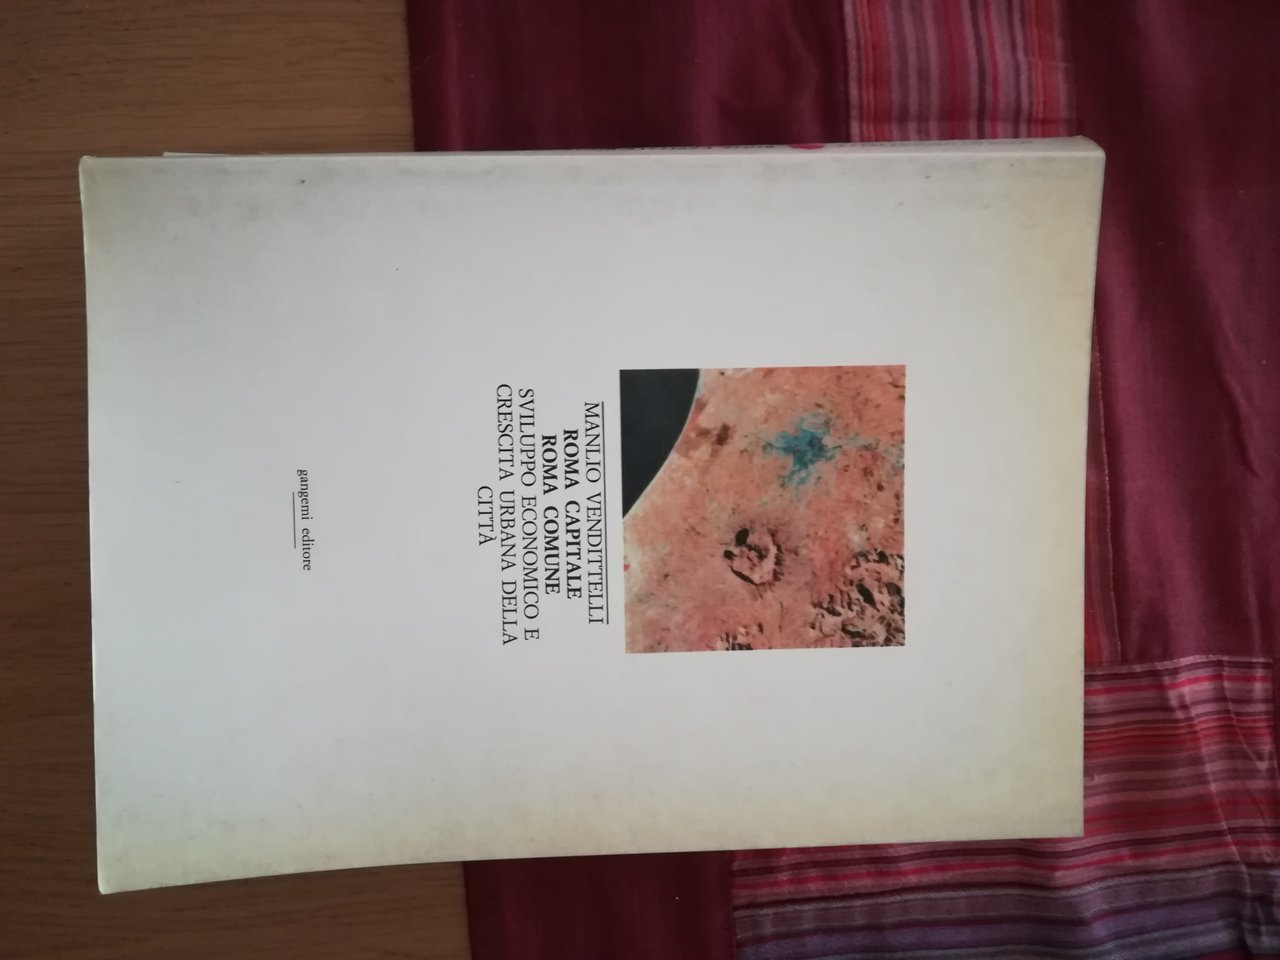 MANLIO VENDITTELLI
ROMA CAPITALE
ROMA COMUNE
SVILUPPO ECONOMICO E
CRESCITA URBANA DELLA
CITTÀ
gangemi editore